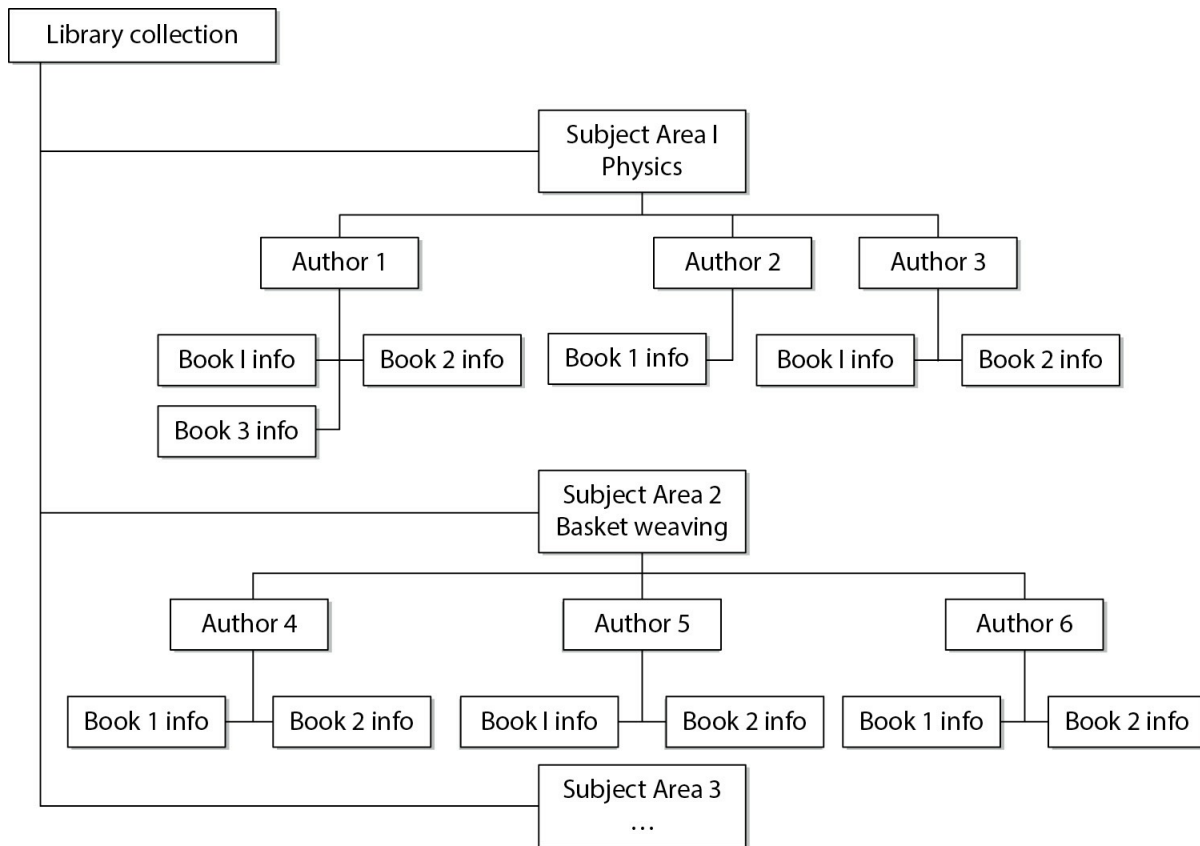 Library collection
Subject Area I
Physics
Author 1
Author 2
Author 3
Book I info
Book 2 info
Book 1 info
Book I info
Book 2 info
Book 3 info
Subject Area 2
Basket weaving
Author 4
Author 5
Author 6
Book 1 info
Book 2 info
Book I info
Book 2 info
Book 1 info
Book 2 info
Subject Area 3
...